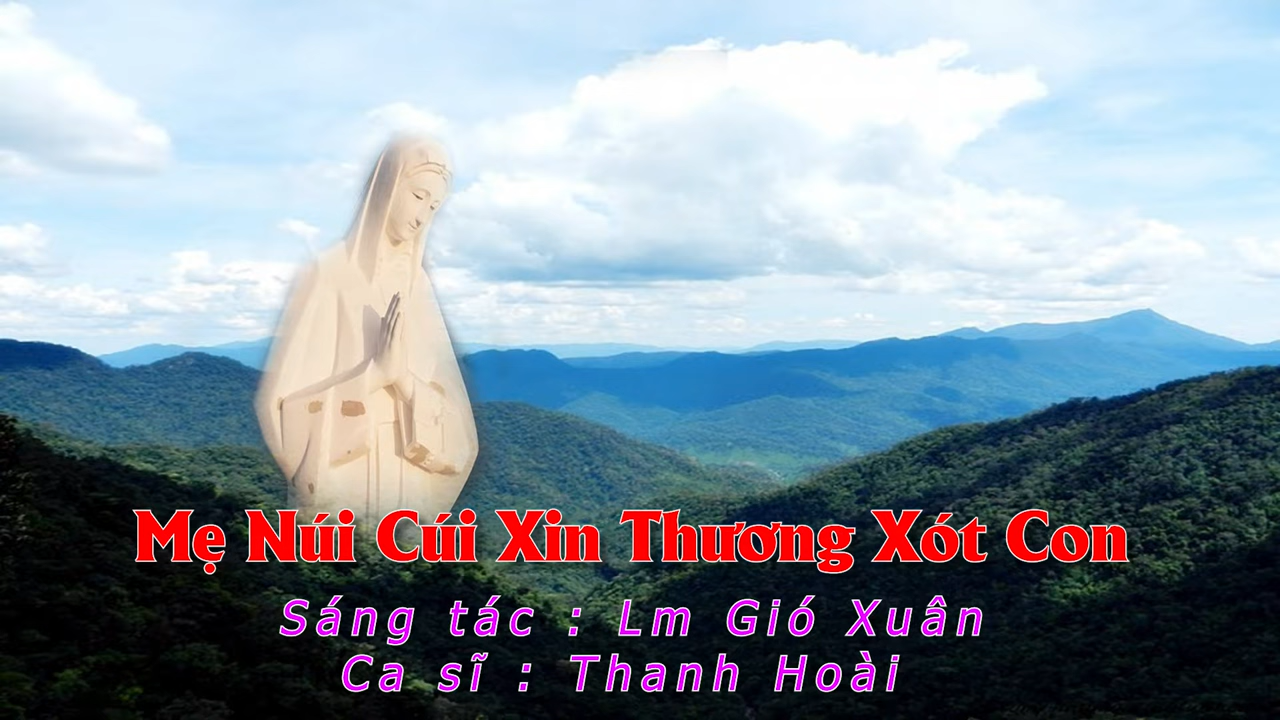 Mẹ Núi Cúi Xin Thương Xót Con
Sáng tác : Lm Gió Xuân
Ca sĩ : Thanh Hoài